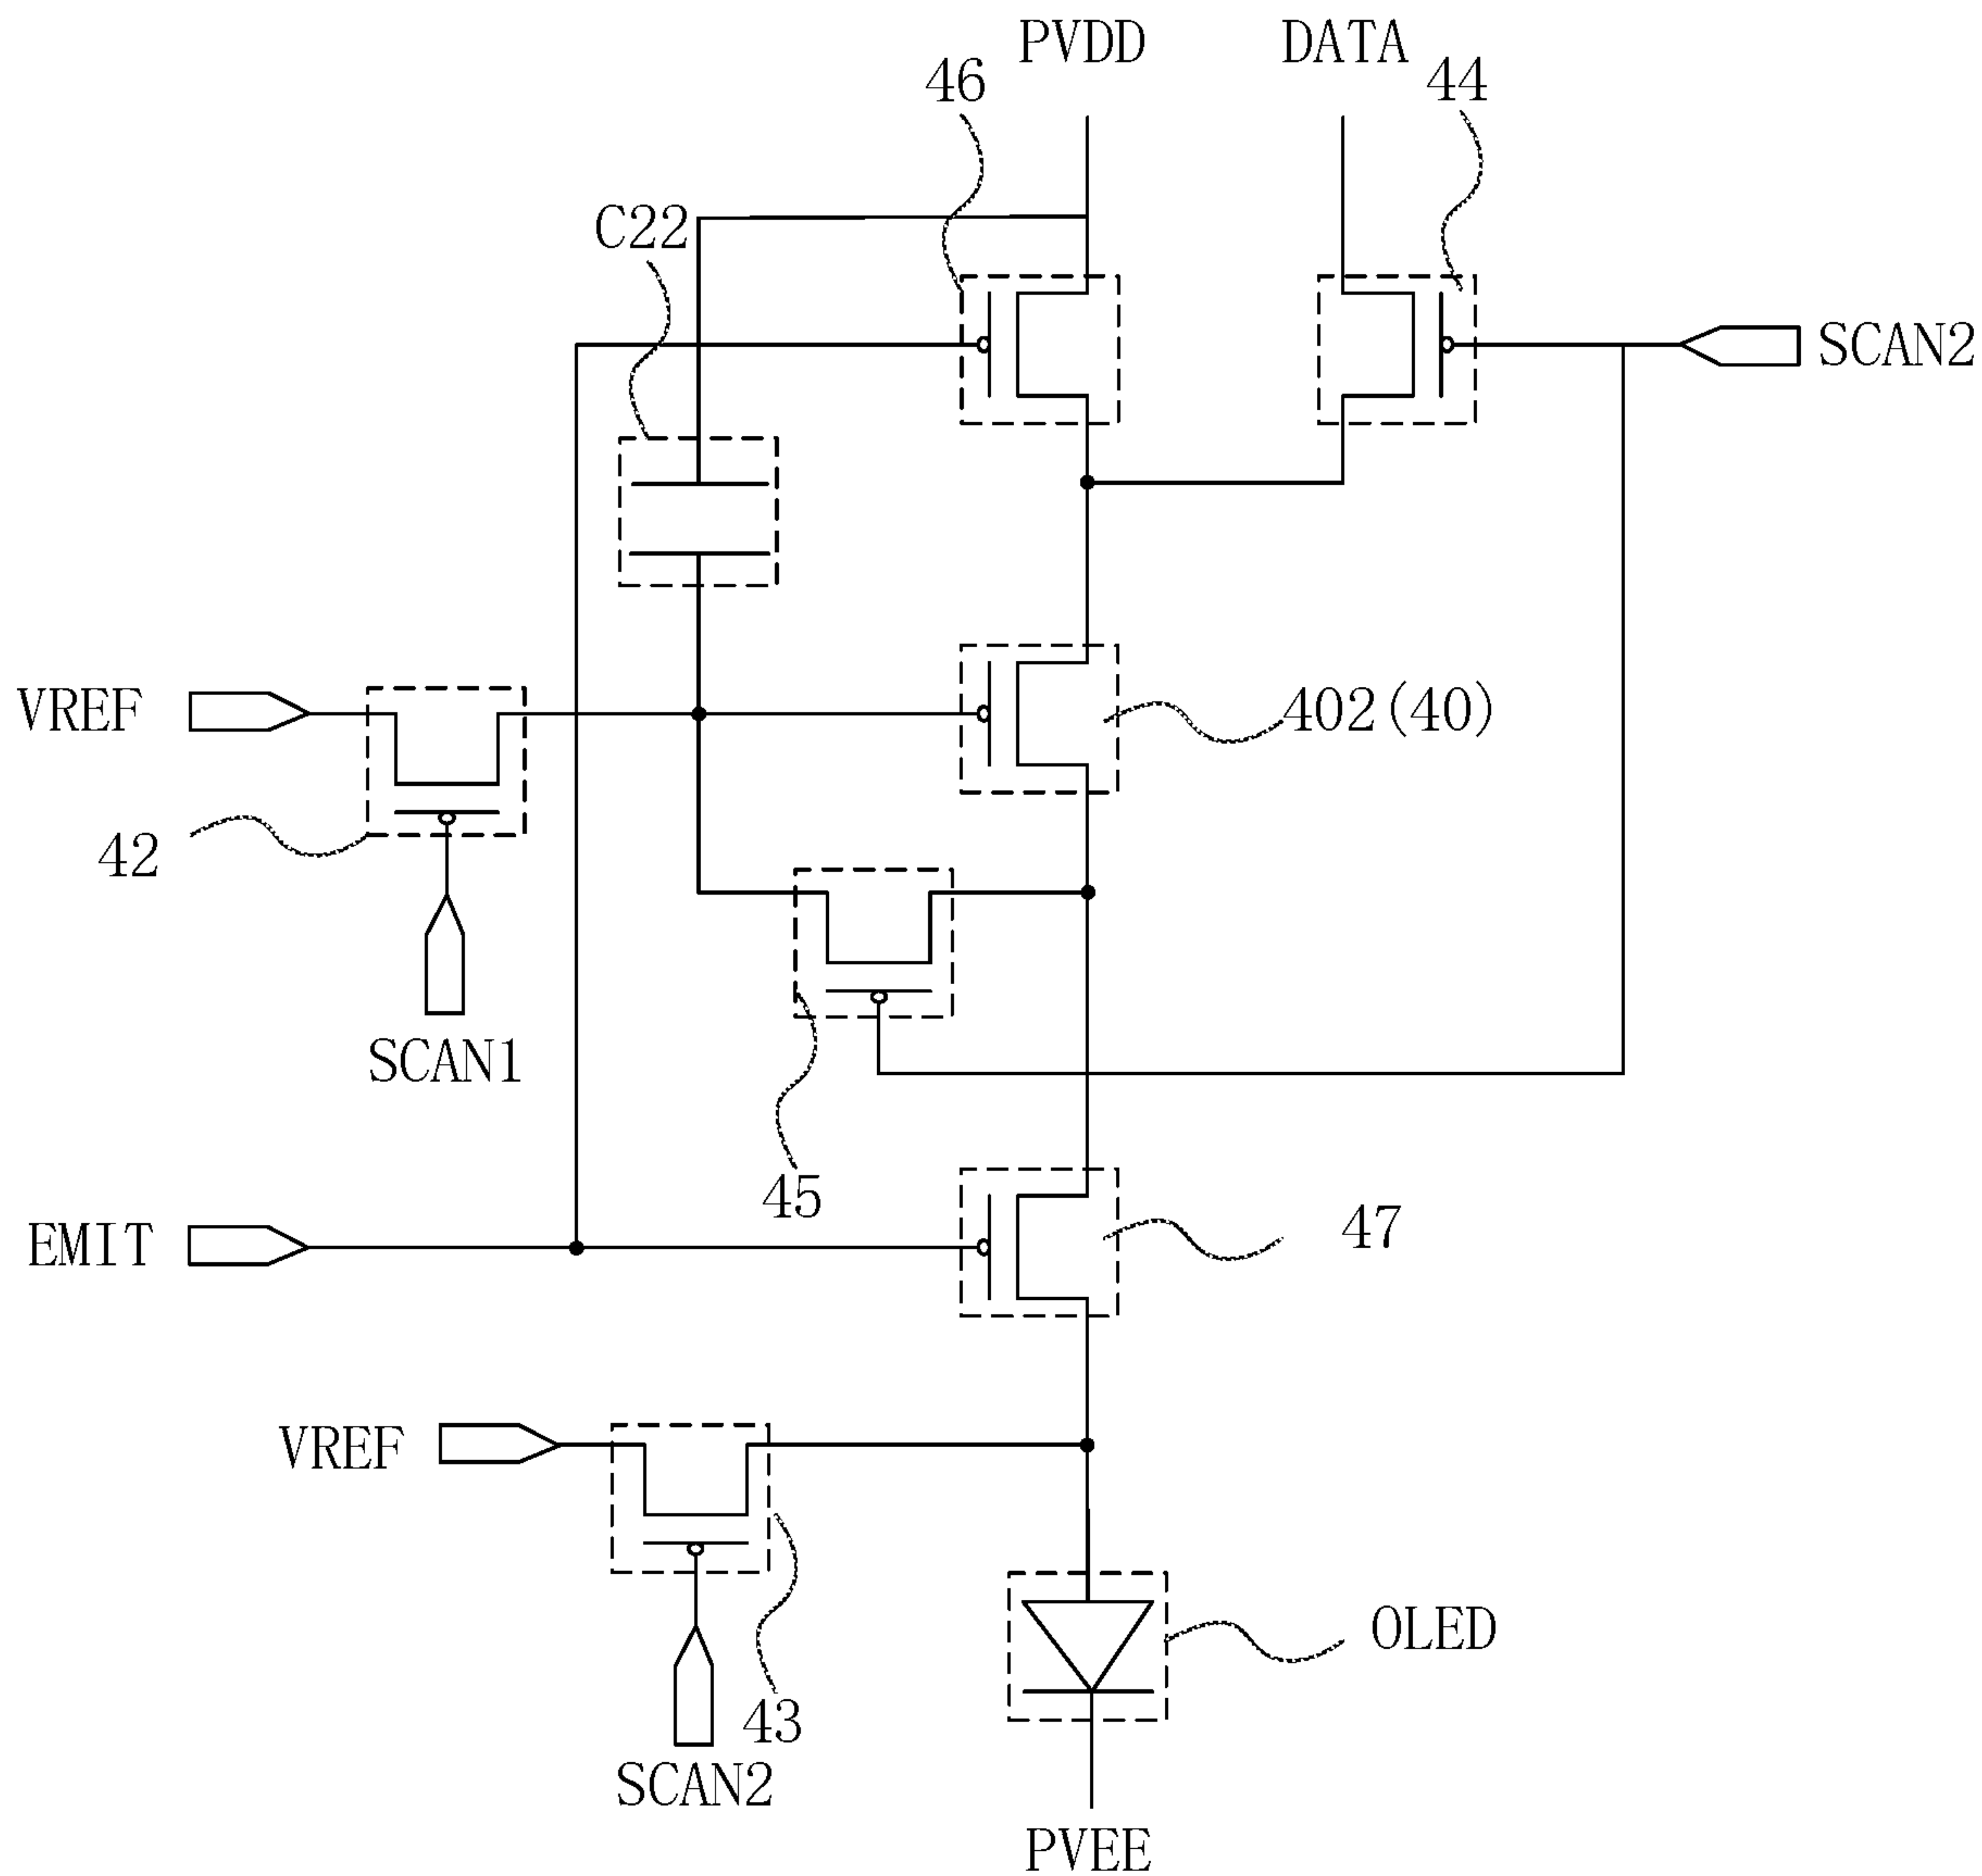 PVDD
DATA
46
44
C22
SCAN2
VREF
402(40)
42
SCAN1
45
EMIT
47
VREF
OLED
43
SCAN2
PVEE